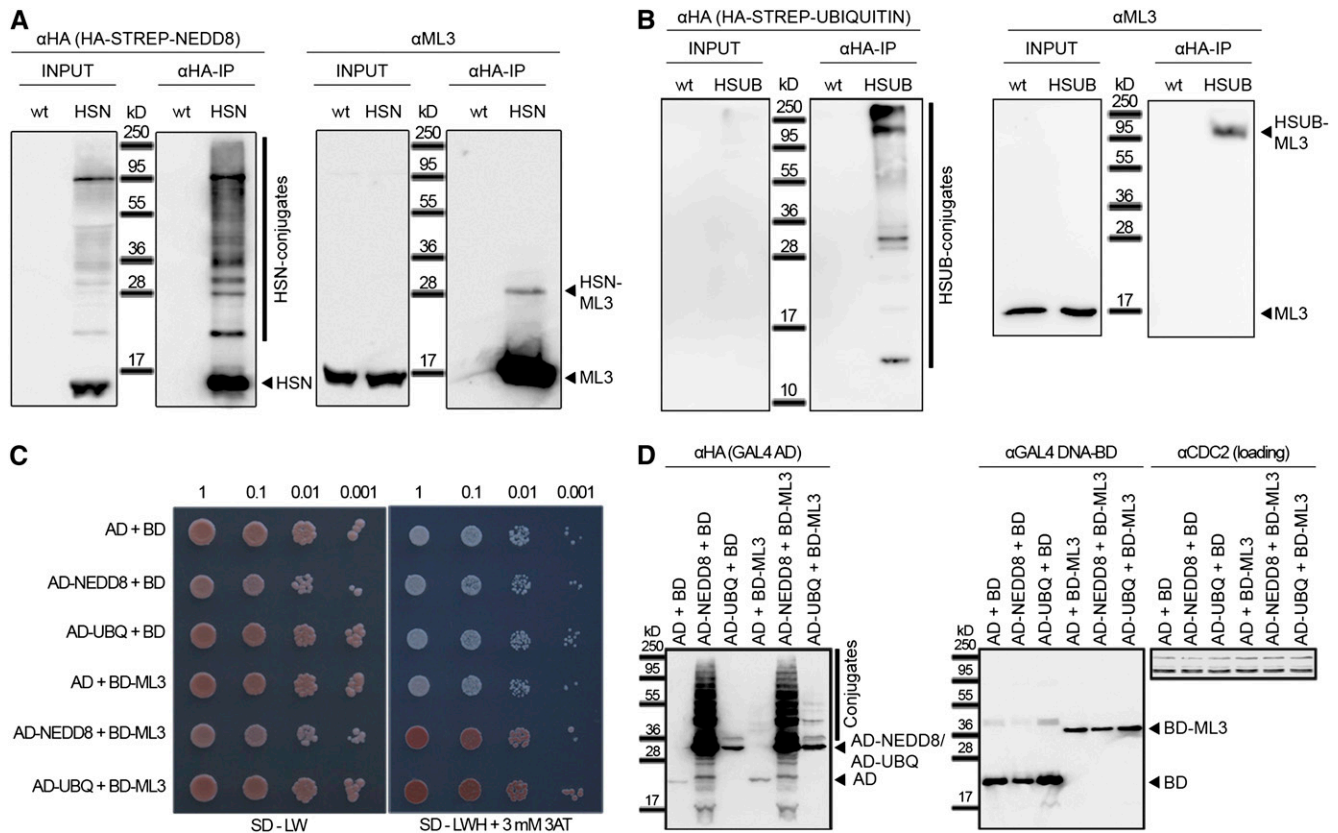 A
αHA (HA-STREP-NEDD8)
αML3
INPUT
αHA-IP
INPUT
αHA-IP
wt HSN kD wt HSN
wt HSN kD wt HSN
250
95
55
36
28
17
HSN-conjugates
HSN
250
95
55
36
28
17
HSN-
ML3
ML3
B
αHA (HA-STREP-UBIQUITIN)
αML3
INPUT
αHA-IP
INPUT
αHA-IP
wt HSUB kD wt HSUB
wt HSUB kD wt HSUB
250
95
55
36
28
17
10
HSUB-conjugates
250
95
55
36
28
17
HSUB-
ML3
ML3
C
1 0.1 0.01 0.001
1 0.1 0.01 0.001
AD + BD
AD-NEDD8 + BD
AD-UBQ + BD
AD + BD-ML3
AD-NEDD8 + BD-ML3
AD-UBQ + BD-ML3
SD - LW
SD - LWH + 3 mM 3AT
D
αHA (GAL4 AD)
αGAL4 DNA-BD
αCDC2 (loading)
AD + BD
AD-NEDD8 + BD
AD-UBQ + BD
AD + BD-ML3
AD-NEDD8 + BD-ML3
AD-UBQ + BD-ML3
AD + BD
AD-NEDD8 + BD
AD-UBQ + BD
AD + BD-ML3
AD-NEDD8 + BD-ML3
AD-UBQ + BD-ML3
AD + BD
AD-NEDD8 + BD
AD-UBQ + BD
AD + BD-ML3
AD-NEDD8 + BD-ML3
AD-UBQ + BD-ML3
kD
250
95
55
36
28
17
Conjugates
AD-NEDD8/
AD-UBQ
AD
kD
250
95
55
36
28
17
BD-ML3
BD